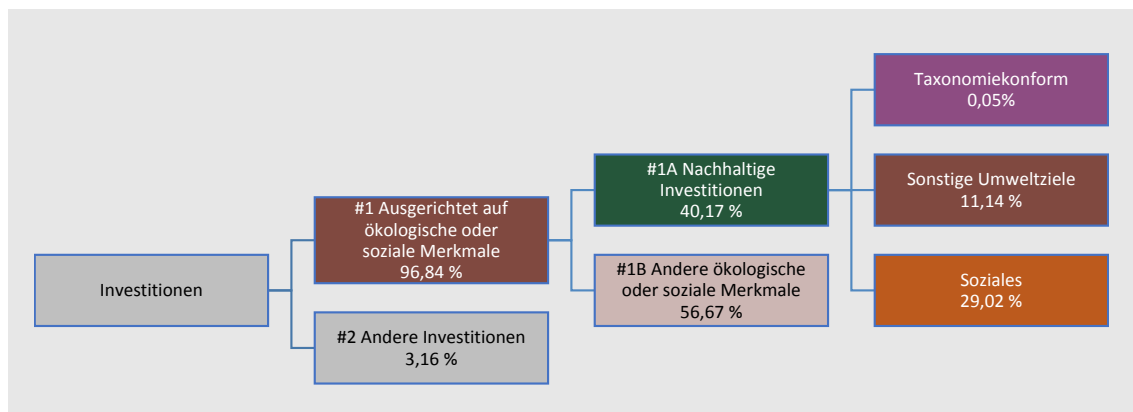 Investitionen
#1 Ausgerichtet auf
ökologische oder
soziale Merkmale
96,84 %
#2 Andere Investitionen
3,16 %
#1A Nachhaltige
Investitionen
40,17 %
#1B Andere ökologische
oder soziale Merkmale
56,67 %
Taxonomiekonform
0,05%
Sonstige Umweltziele
11,14 %
Soziales
29,02 %